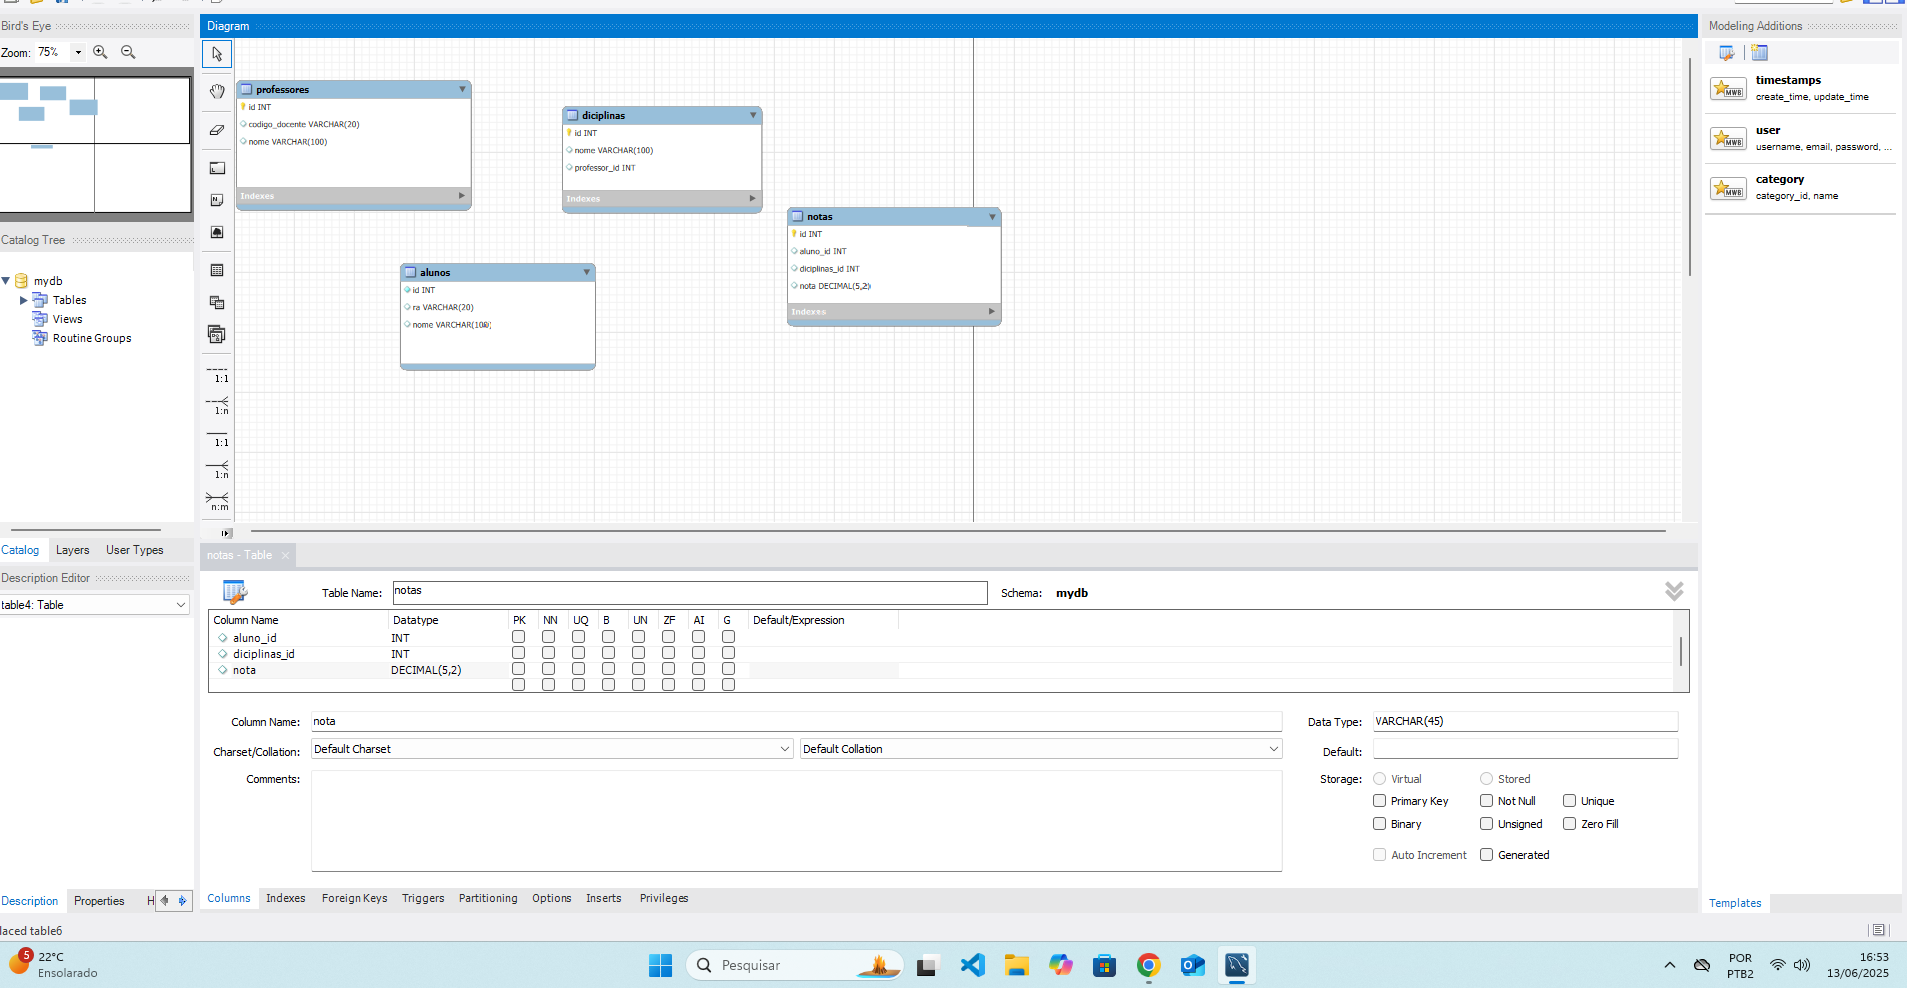 Bird's Eye
Zoom: 75%
Catalog Tree
mydb
Tables
Views
Routine Groups
Catalog Layers User Types
Description Editor
table4: Table
Description Properties H
laced table6
Diagram
1:1
1:n
1:1
1:n
n:m
professores
id INT
codigo_docente VARCHAR(20)
nome VARCHAR(100)
Indexes
diciplinas
id INT
nome VARCHAR(100)
professor_id INT
Indexes
alunos
id INT
ra VARCHAR(20)
nome VARCHAR(100)
notas
id INT
aluno_id INT
diciplinas_id INT
nota DECIMAL(5,2)
Indexes
notas - Table
Table Name: notas Schema: mydb
Column Name Datatype PK NN UQ B UN ZF AI G Default/Expression
aluno_id INT
diciplinas_id INT
nota DECIMAL(5,2)
Column Name: nota Data Type: VARCHAR(45)
Charset/Collation: Default Charset Default Collation Default:
Comments: Storage: Virtual Stored
Primary Key Not Null Unique
Binary Unsigned Zero Fill
Auto Increment Generated
Columns Indexes Foreign Keys Triggers Partitioning Options Inserts Privileges
Modeling Additions
MWB
timestamps
create_time, update_time
MWB
user
username, email, password, ...
MWB
category
category_id, name
Templates
5
22°C
Ensolarado
Pesquisar
POR
PTB2
16:53
13/06/2025